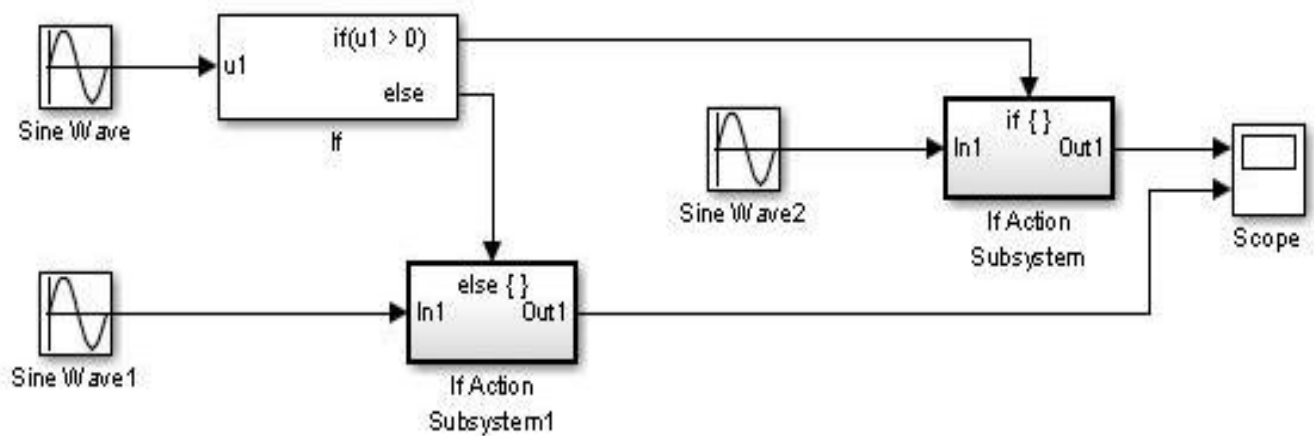 if(u1 > 0)
u1
else
Sine Wave
If
if { }
In1
Out1
Sine Wave2
If Action
Subsystem
Scope
else { }
In1
Out1
Sine Wave1
If Action
Subsystem1